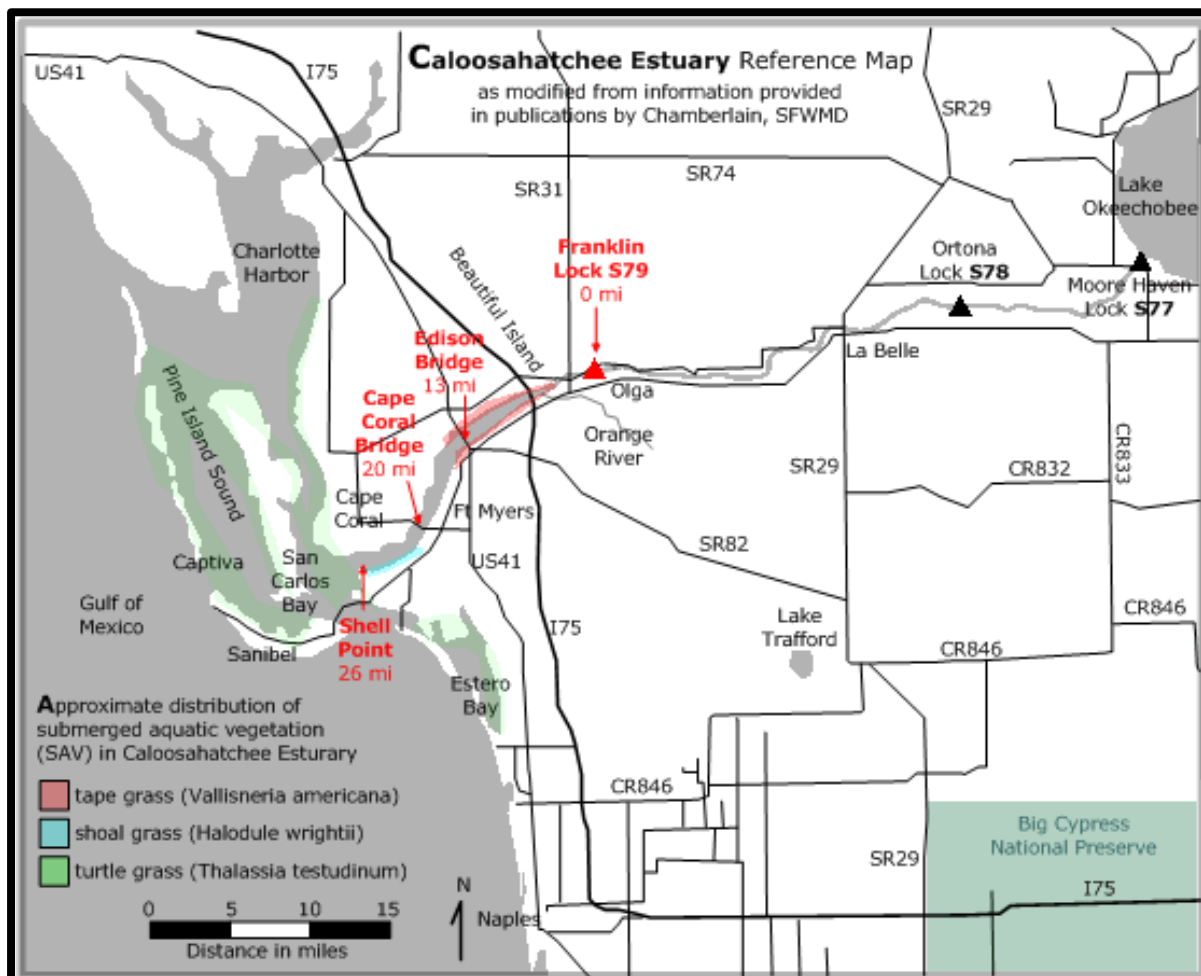 Caloosahatchee Estuary Reference Map
as modified from information provided
in publications by Chamberlain, SFWMD
US41
I75
SR29
SR31
SR74
Lake
Okeechobee
Charlotte
Harbor
Beautiful Island
Franklin
Lock S79
0 mi
Ortona
Lock S78
Moore Haven
Lock S77
Edison
Bridge
13 mi
La Belle
Olga
Cape
Coral
Bridge
20 mi
Pine Island Sound
Orange
River
SR29
CR832
CR833
Cape
Coral
Ft Myers
SR82
US41
Captiva
San
Carlos
Bay
Gulf of
Mexico
Sanibel
Shell
Point
26 mi
I75
Lake
Trafford
CR846
CR846
Estero
Bay
Approximate distribution of
submerged aquatic vegetation
(SAV) in Caloosahatchee Esturary
tape grass (Vallisneria americana)
shoal grass (Halodule wrightii)
turtle grass (Thalassia testudinum)
CR846
Big Cypress
National Preserve
SR29
I75
N
Naples
0 5 10 15
Distance in miles